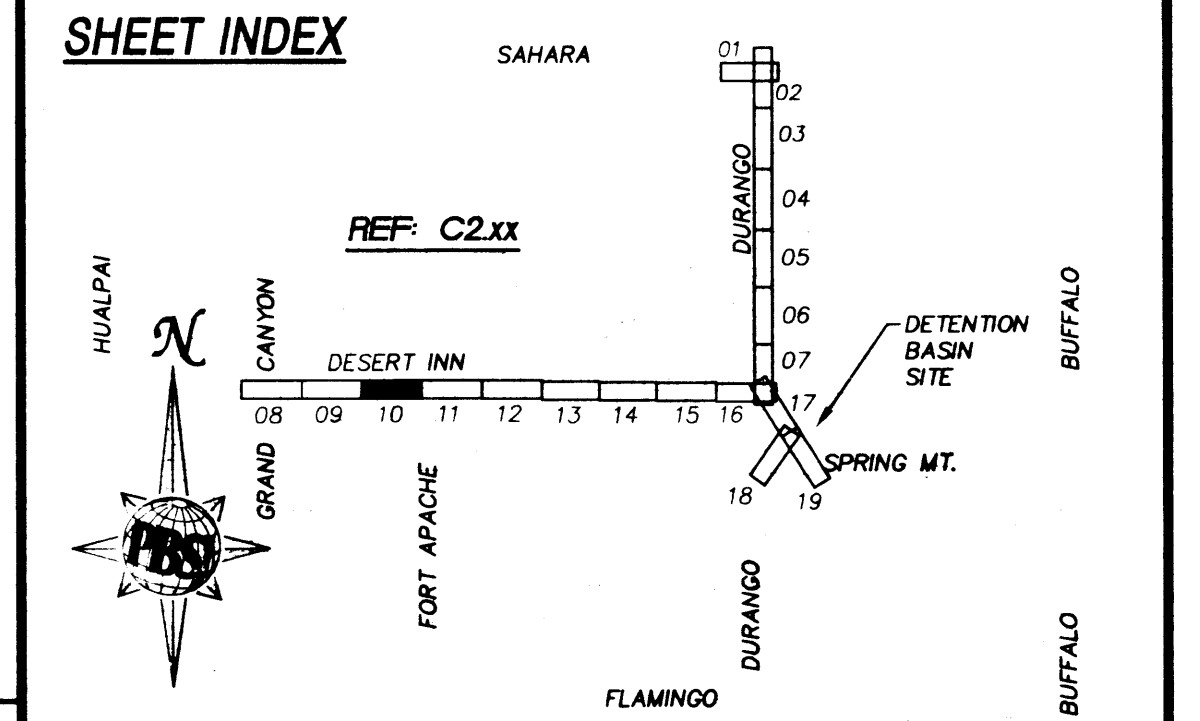 SHEET INDEX
SAHARA
01
02
03
DURANGO
04
REF: C2.xx
05
HUALPAI
CANYON
BUFFALO
06
DETENTION
BASIN
SITE
N
DESERT INN
07
08 09 10 11 12 13 14 15 16 17
GRAND
SPRING MT.
18 19
FORT APACHE
PBSJ
DURANGO
BUFFALO
FLAMINGO